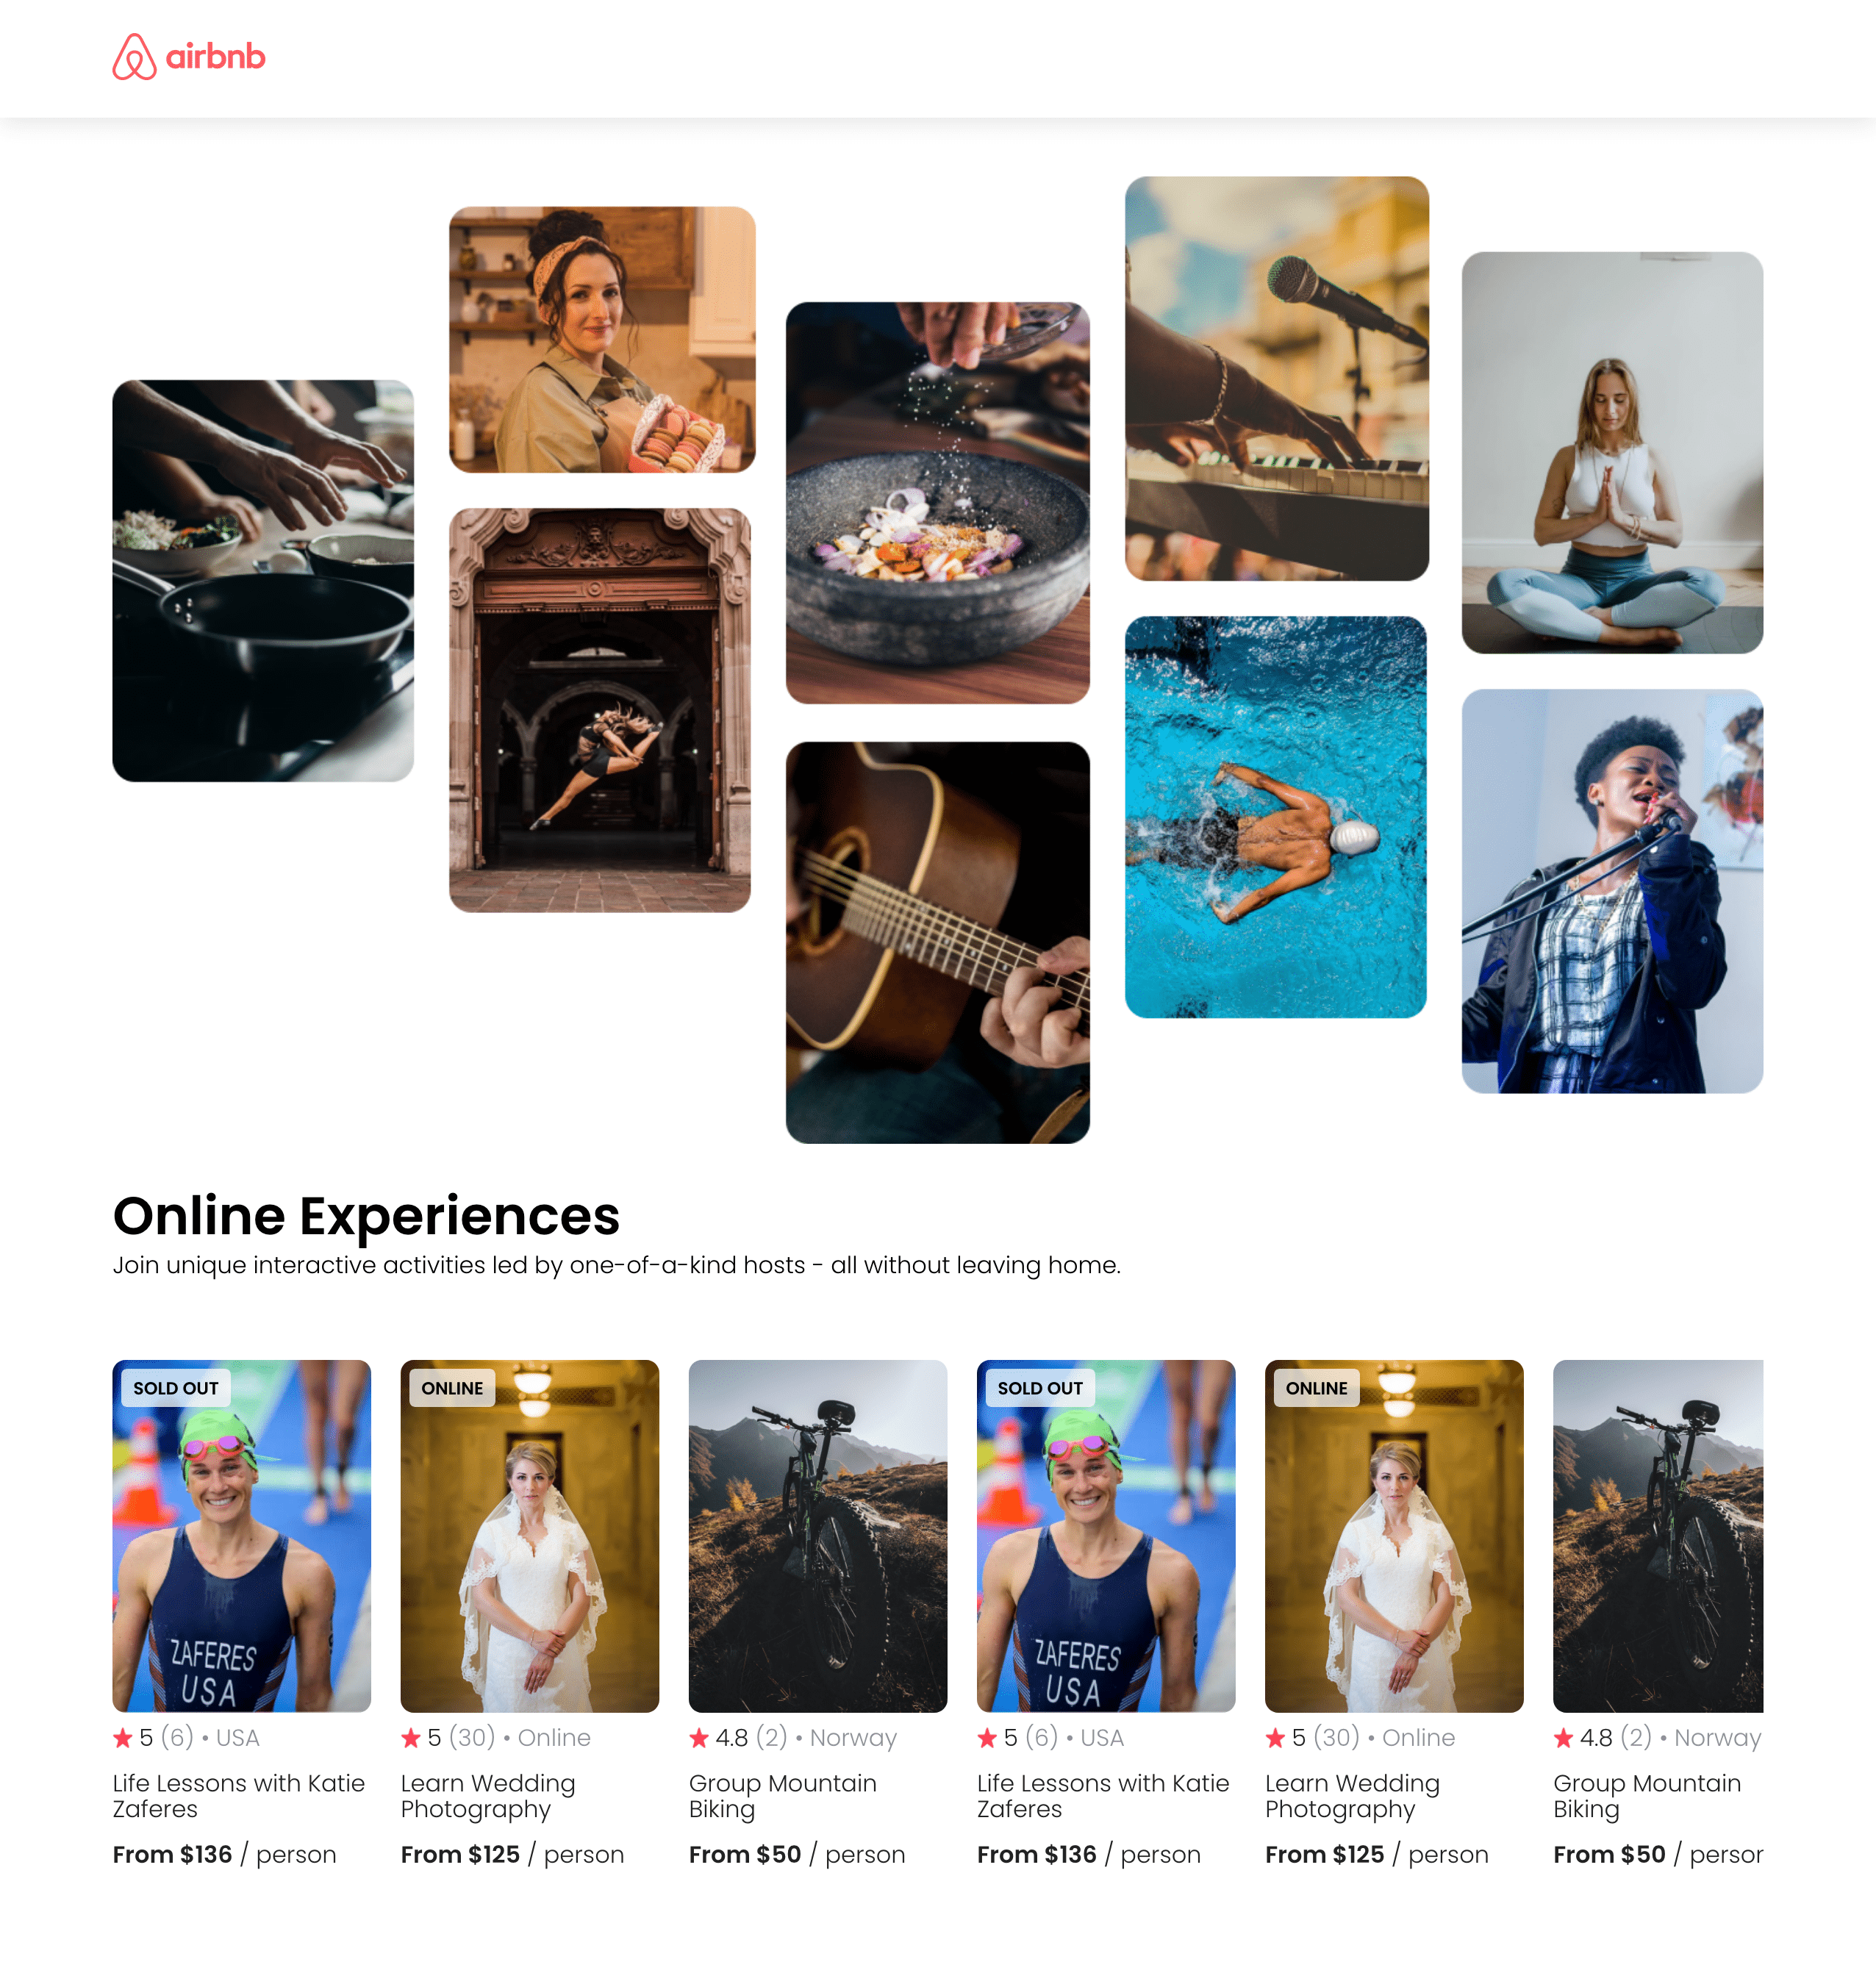 airbnb
Online Experiences
Join unique interactive activities led by one-of-a-kind hosts - all without leaving home.
SOLD OUT
ZAFERES
USA
5 (6) • USA
Life Lessons with Katie
Zaferes
From $136 / person
ONLINE
5 (30) • Online
Learn Wedding
Photography
From $125 / person
4.8 (2) • Norway
Group Mountain
Biking
From $50 / person
SOLD OUT
ZAFERES
USA
5 (6) • USA
Life Lessons with Katie
Zaferes
From $136 / person
ONLINE
5 (30) • Online
Learn Wedding
Photography
From $125 / person
4.8 (2) • Norway
Group Mountain
Biking
From $50 / person